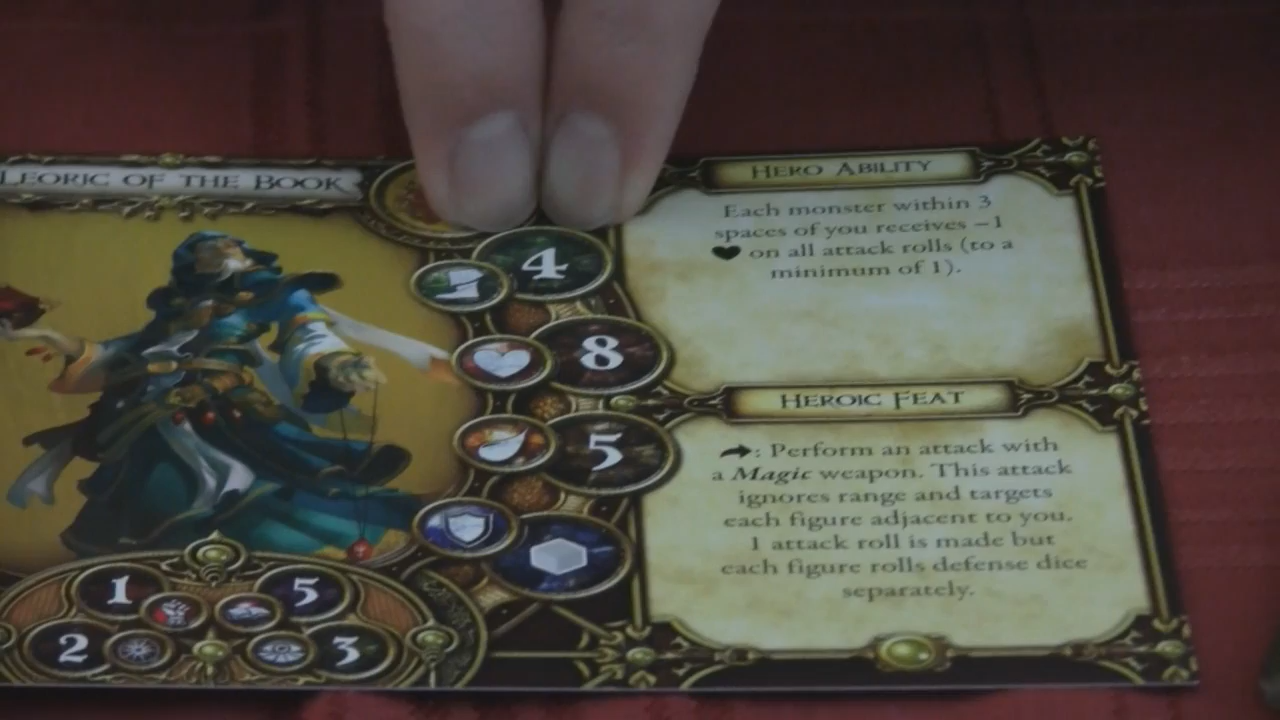 LEORIC OF THE BOOK
4
8
5
1
5
2
3
HERO ABILITY
Each monster within 3
spaces of you receives –1
on all attack rolls (to a
minimum of 1).
HEROIC FEAT
: Perform an attack with
a Magic weapon. This attack
ignores range and targets
each figure adjacent to you.
1 attack roll is made but
each figure rolls defense dice
separately.